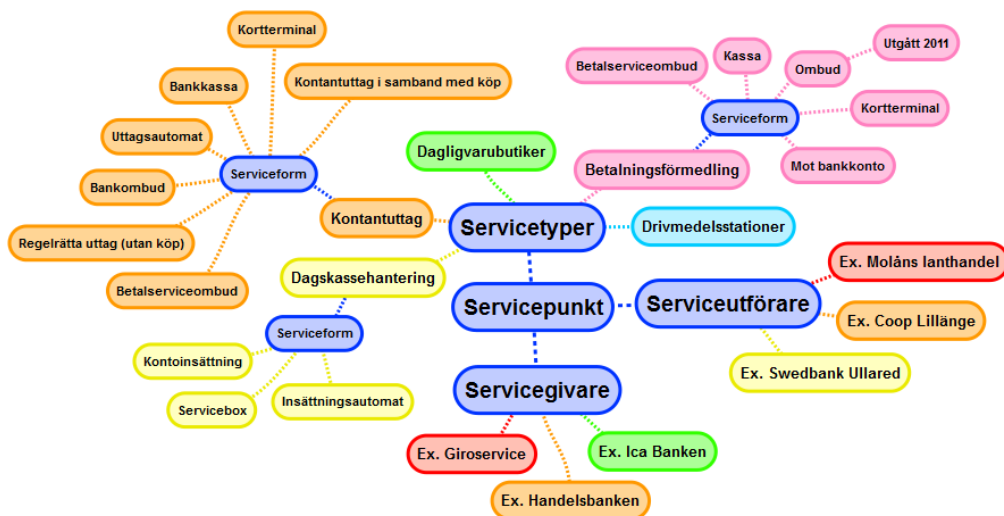 Kortterminal
Bankkassa
Kontantuttag i samband med köp
Uttagsautomat
Serviceform
Bankombud
Regelrätta uttag (utan köp)
Betalserviceombud
Kontantuttag
Dagligvarubutiker
Betalserviceombud
Kassa
Ombud
Utgått 2011
Serviceform
Kortterminal
Mot bankkonto
Betalningsförmedling
Servicetyper
Drivmedelsstationer
Dagskassehantering
Serviceform
Kontoinsättning
Servicebox
Insättningsautomat
Servicepunkt
Serviceutförare
Ex. Molåns lanthandel
Ex. Coop Lillänge
Ex. Swedbank Ullared
Servicegivare
Ex. Giroservice
Ex. Ica Banken
Ex. Handelsbanken